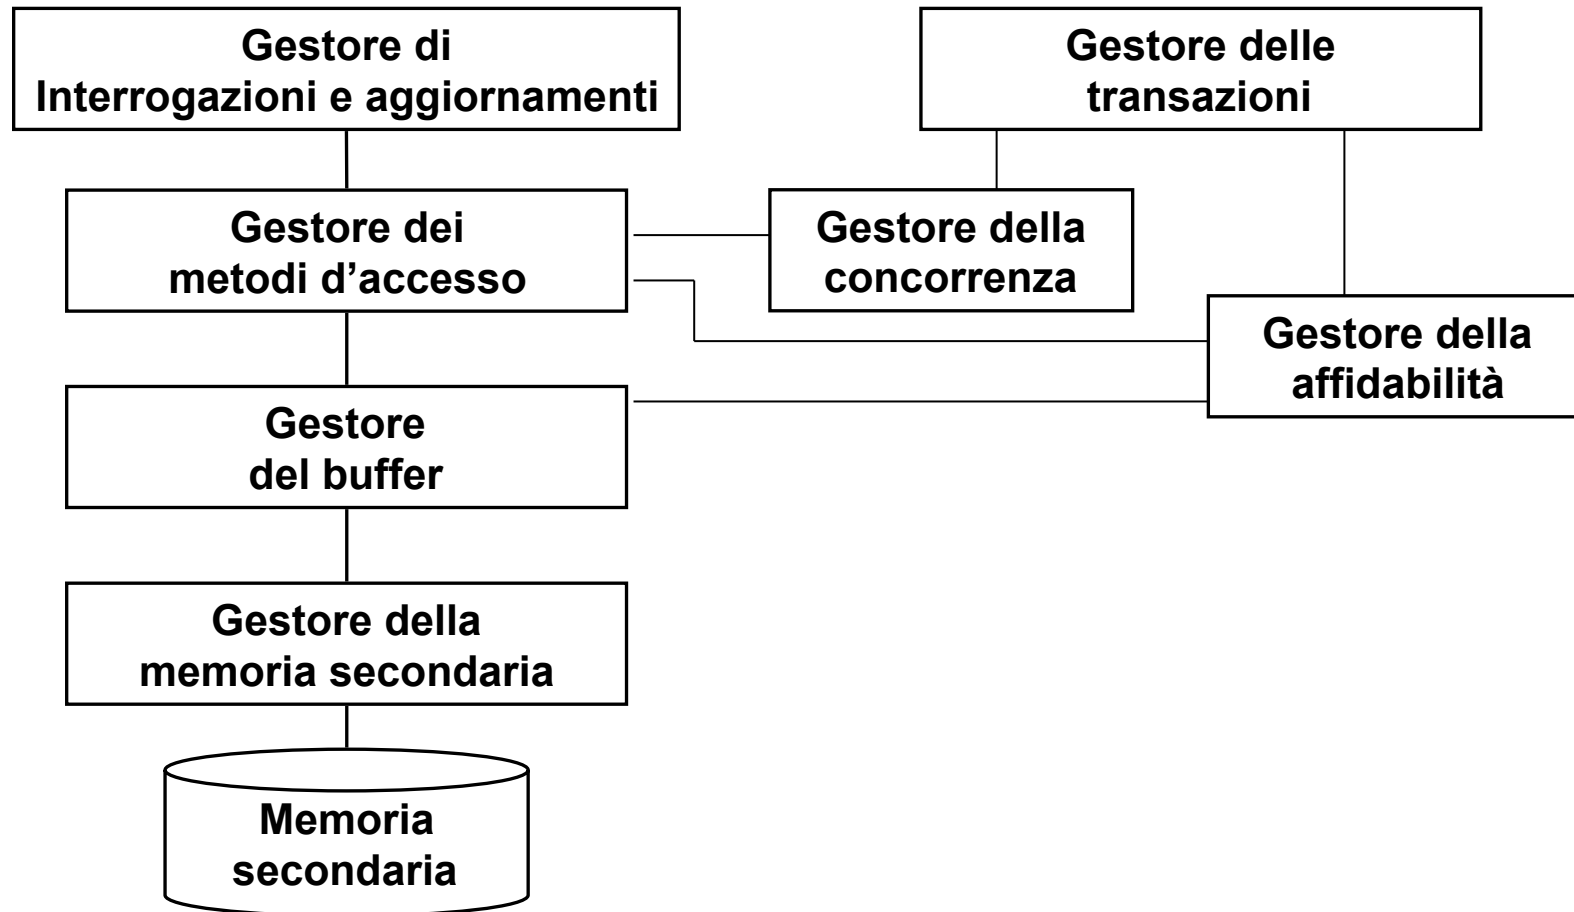 Gestore di
Interrogazioni e aggiornamenti
Gestore delle
transazioni
Gestore dei
metodi d’accesso
Gestore della
concorrenza
Gestore della
affidabilità
Gestore
del buffer
Gestore della
memoria secondaria
Memoria
secondaria